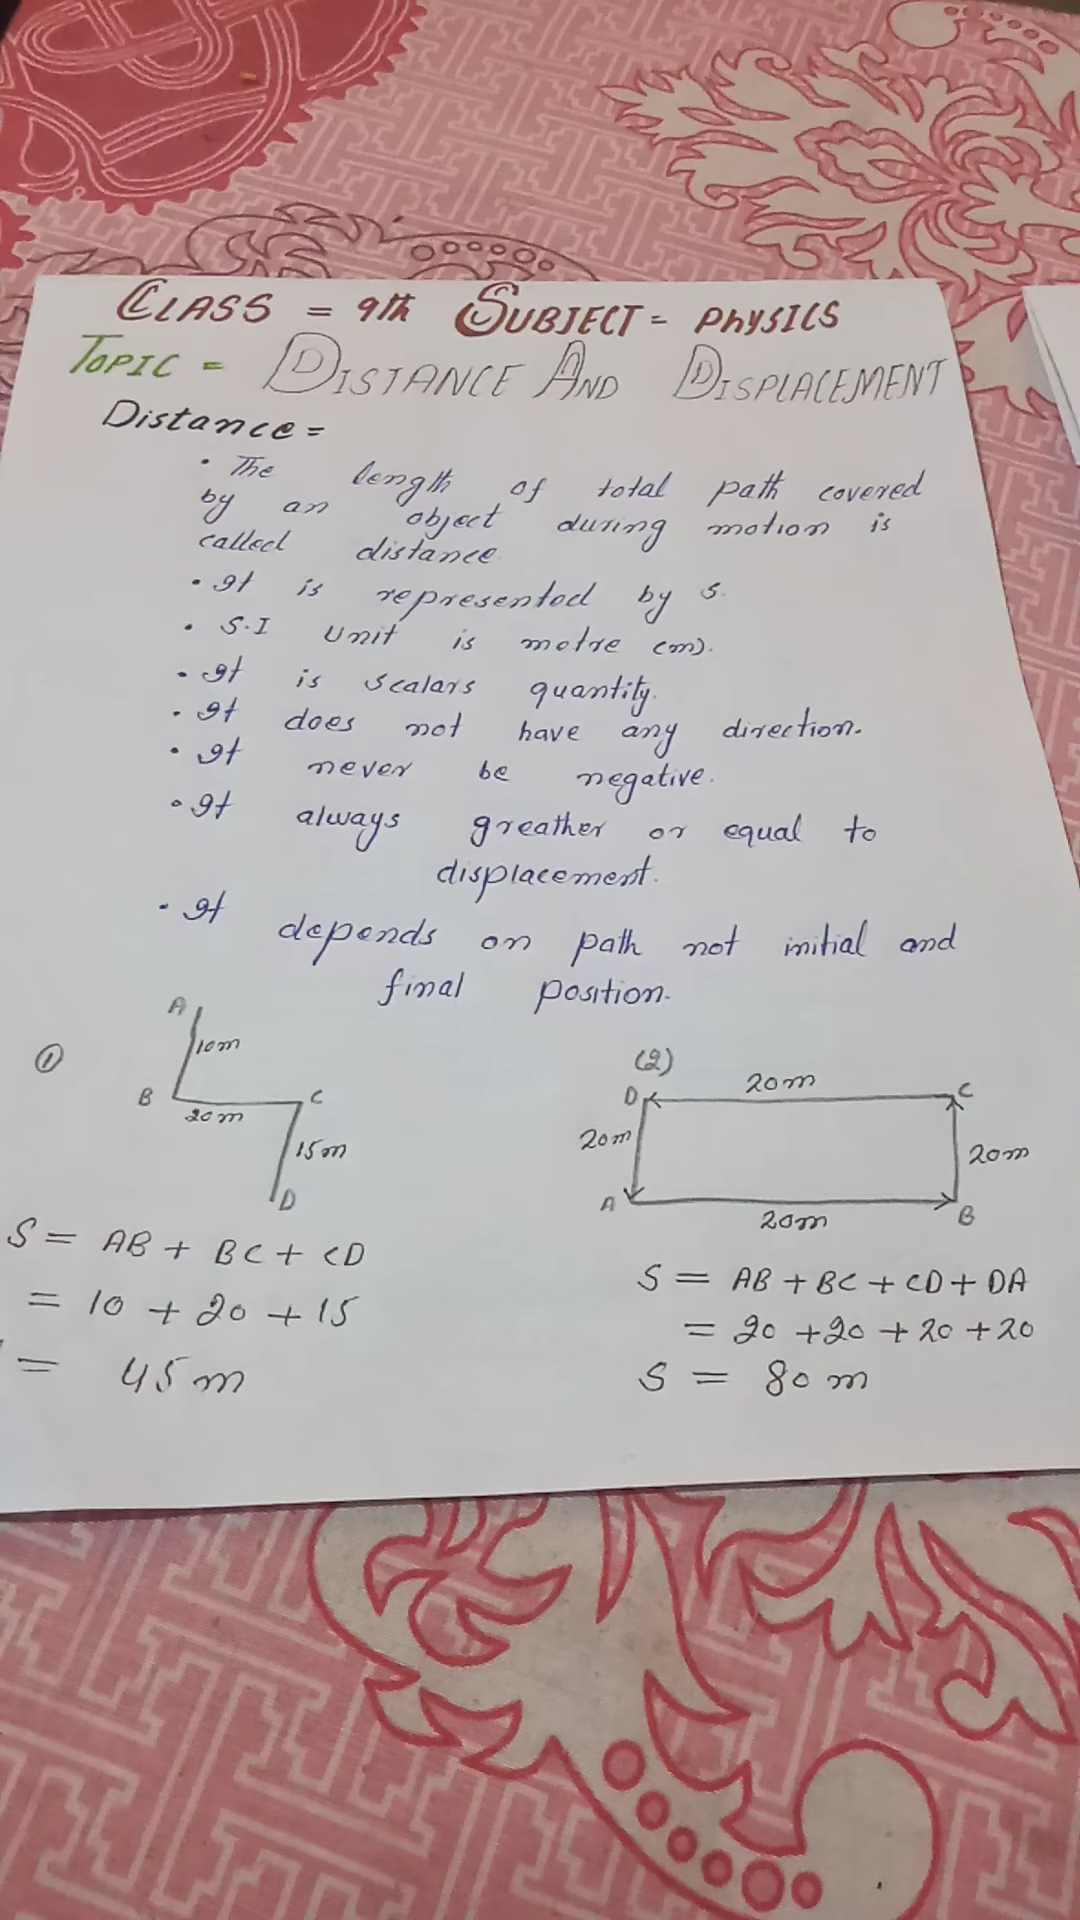 CLASS = 9th SUBJECT = PHYSICS
TOPIC = DISTANCE AND DISPLACEMENT
Distance =
• The length of total path covered
by an object during motion is
called distance
• It is represented by S.
• S.I Unit is metre (m).
• It is scalars quantity.
• It does not have any direction.
• It never be negative.
• It always greather or equal to
displacement.
• It depends on path not initial and
final position.
①
A
10m
B
20m
C
15m
D
S = AB + BC + CD
= 10 + 20 + 15
= 45m
(2)
D
20m
C
20m
20m
A
20m
B
S = AB + BC + CD + DA
= 20 + 20 + 20 + 20
S = 80 m